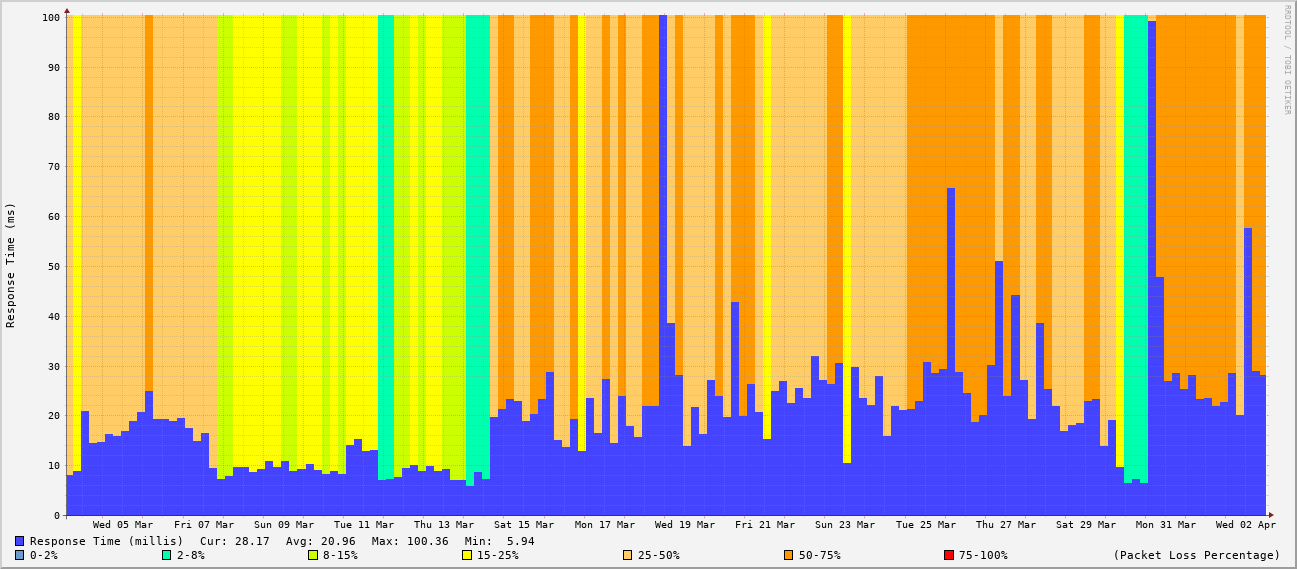 RRDTOOL / TOBI OETIKER
Response Time (ms)
100
90
80
70
60
50
40
30
20
10
0
Wed 05 Mar Fri 07 Mar Sun 09 Mar Tue 11 Mar Thu 13 Mar Sat 15 Mar Mon 17 Mar Wed 19 Mar Fri 21 Mar Sun 23 Mar Tue 25 Mar Thu 27 Mar Sat 29 Mar Mon 31 Mar Wed 02 Apr
Response Time (millis) Cur: 28.17 Avg: 20.96 Max: 100.36 Min: 5.94
0-2% 2-8% 8-15% 15-25% 25-50% 50-75% 75-100% (Packet Loss Percentage)